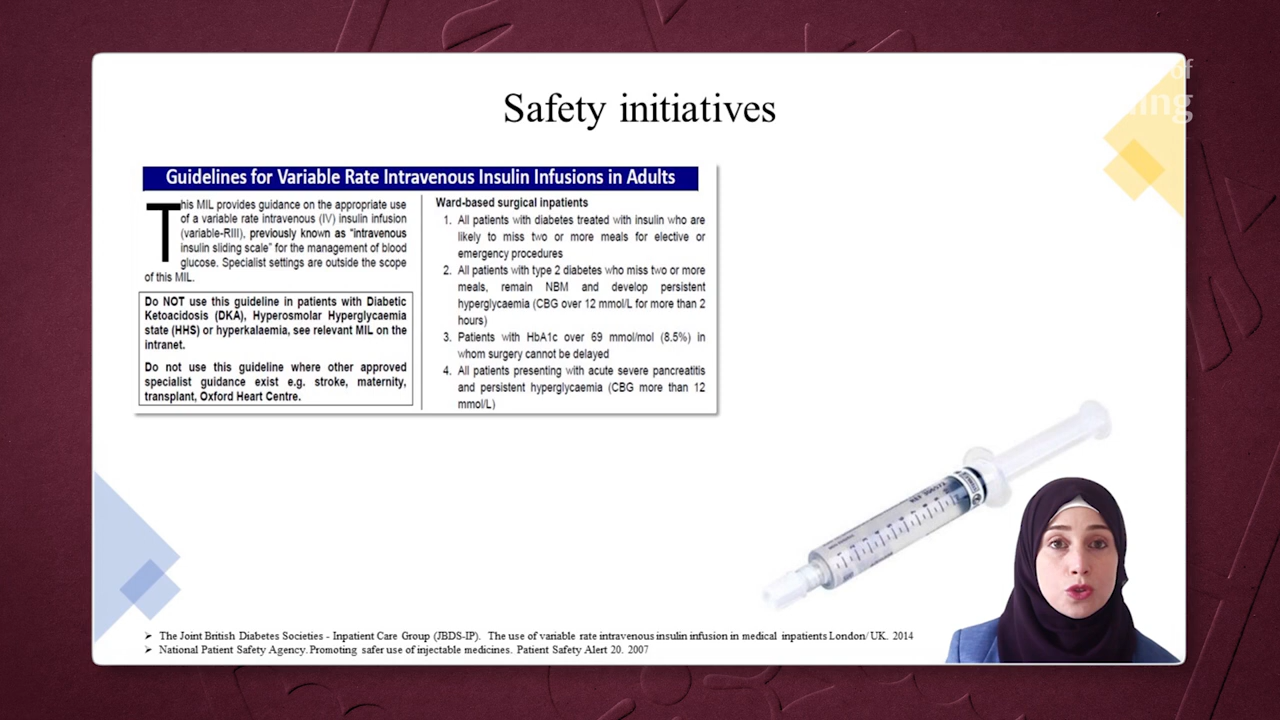 of
ing
Safety initiatives
Guidelines for Variable Rate Intravenous Insulin Infusions in Adults
This MIL provides guidance on the appropriate use
of a variable rate intravenous (IV) insulin infusion
(variable-RIII), previously known as "intravenous
insulin sliding scale" for the management of blood
glucose. Specialist settings are outside the scope
of this MIL.
Do NOT use this guideline in patients with Diabetic
Ketoacidosis (DKA), Hyperosmolar Hyperglycaemia
state (HHS) or hyperkalaemia, see relevant MIL on the
intranet.
Do not use this guideline where other approved
specialist guidance exist e.g. stroke, maternity,
transplant, Oxford Heart Centre.
Ward-based surgical inpatients
1. All patients with diabetes treated with insulin who are
likely to miss two or more meals for elective or
emergency procedures
2. All patients with type 2 diabetes who miss two or more
meals, remain NBM and develop persistent
hyperglycaemia (CBG over 12 mmol/L for more than 2
hours)
3. Patients with HbA1c over 69 mmol/mol (8.5%) in
whom surgery cannot be delayed
4. All patients presenting with acute severe pancreatitis
and persistent hyperglycaemia (CBG more than 12
mmol/L)
➢ The Joint British Diabetes Societies - Inpatient Care Group (JBDS-IP). The use of variable rate intravenous insulin infusion in medical inpatients London/ UK. 2014
➢ National Patient Safety Agency. Promoting safer use of injectable medicines. Patient Safety Alert 20. 2007